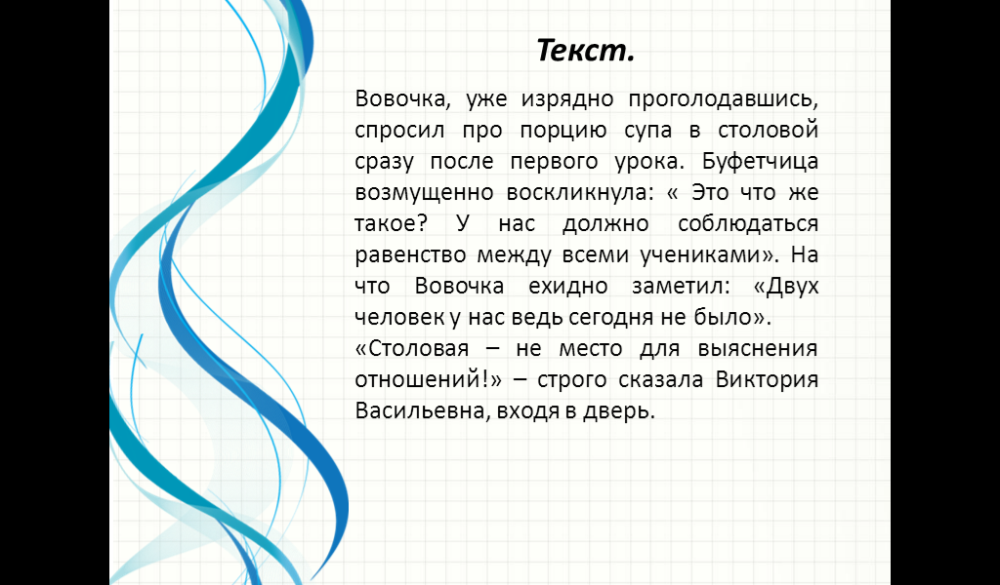 Текст.
Вовочка, уже изрядно проголодавшись,
спросил про порцию супа в столовой
сразу после первого урока. Буфетчица
возмущенно воскликнула: « Это что же
такое? У нас должно соблюдаться
равенство между всеми учениками». На
что Вовочка ехидно заметил: «Двух
человек у нас ведь сегодня не было».
«Столовая – не место для выяснения
отношений!» – строго сказала Виктория
Васильевна, входя в дверь.